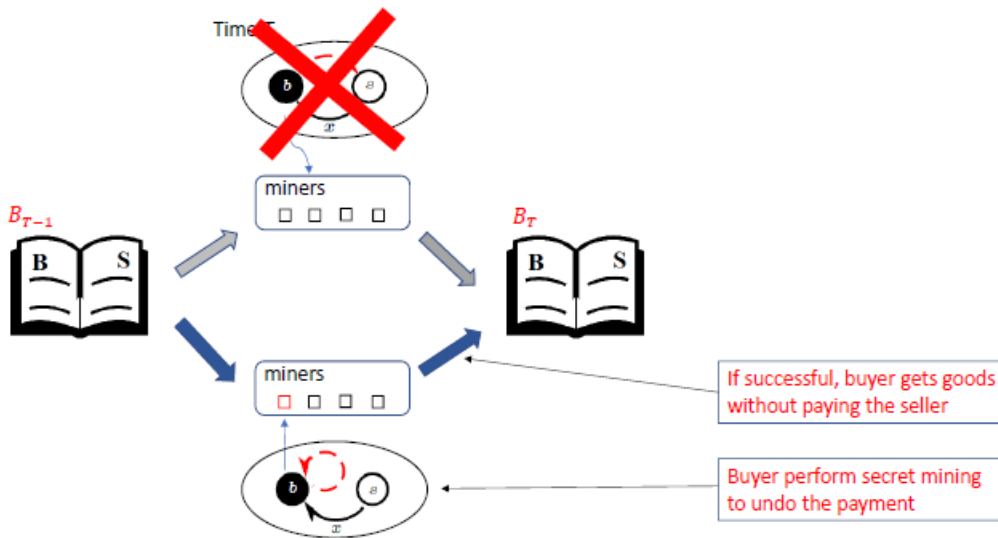 Time T
b
s
x
miners
B_{T-1}
B S
B_T
B S
miners
If successful, buyer gets goods
without paying the seller
b
s
x
Buyer perform secret mining
to undo the payment